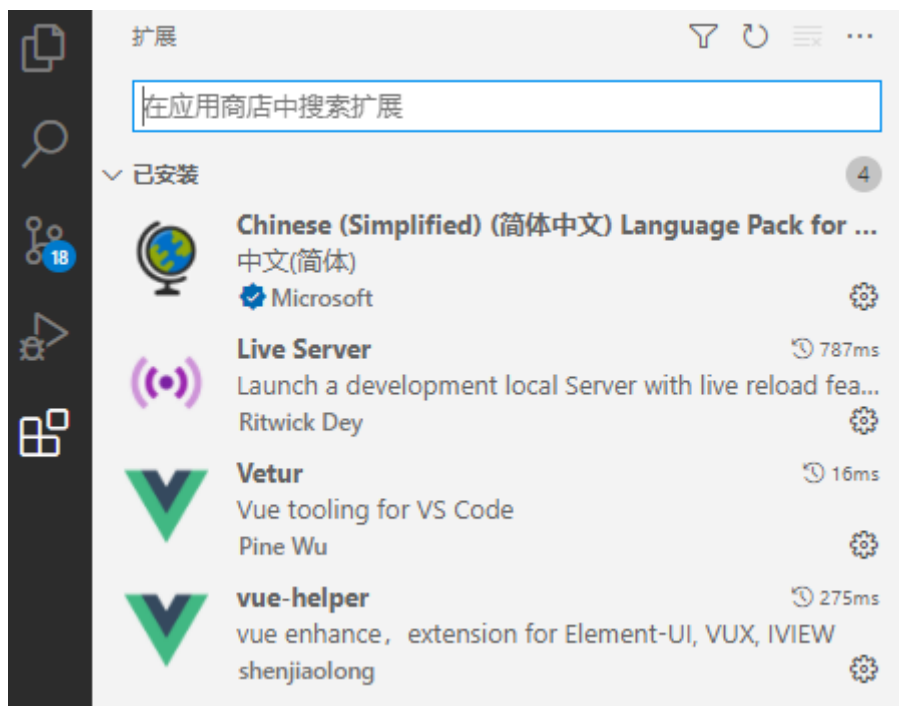 扩展
在应用商店中搜索扩展
已安装
4
Chinese (Simplified) (简体中文) Language Pack for ...
中文(简体)
Microsoft
18
Live Server
787ms
Launch a development local Server with live reload fea...
Ritwick Dey
Vetur
16ms
Vue tooling for VS Code
Pine Wu
vue-helper
275ms
vue enhance，extension for Element-UI, VUX, IVIEW
shenjiaolong